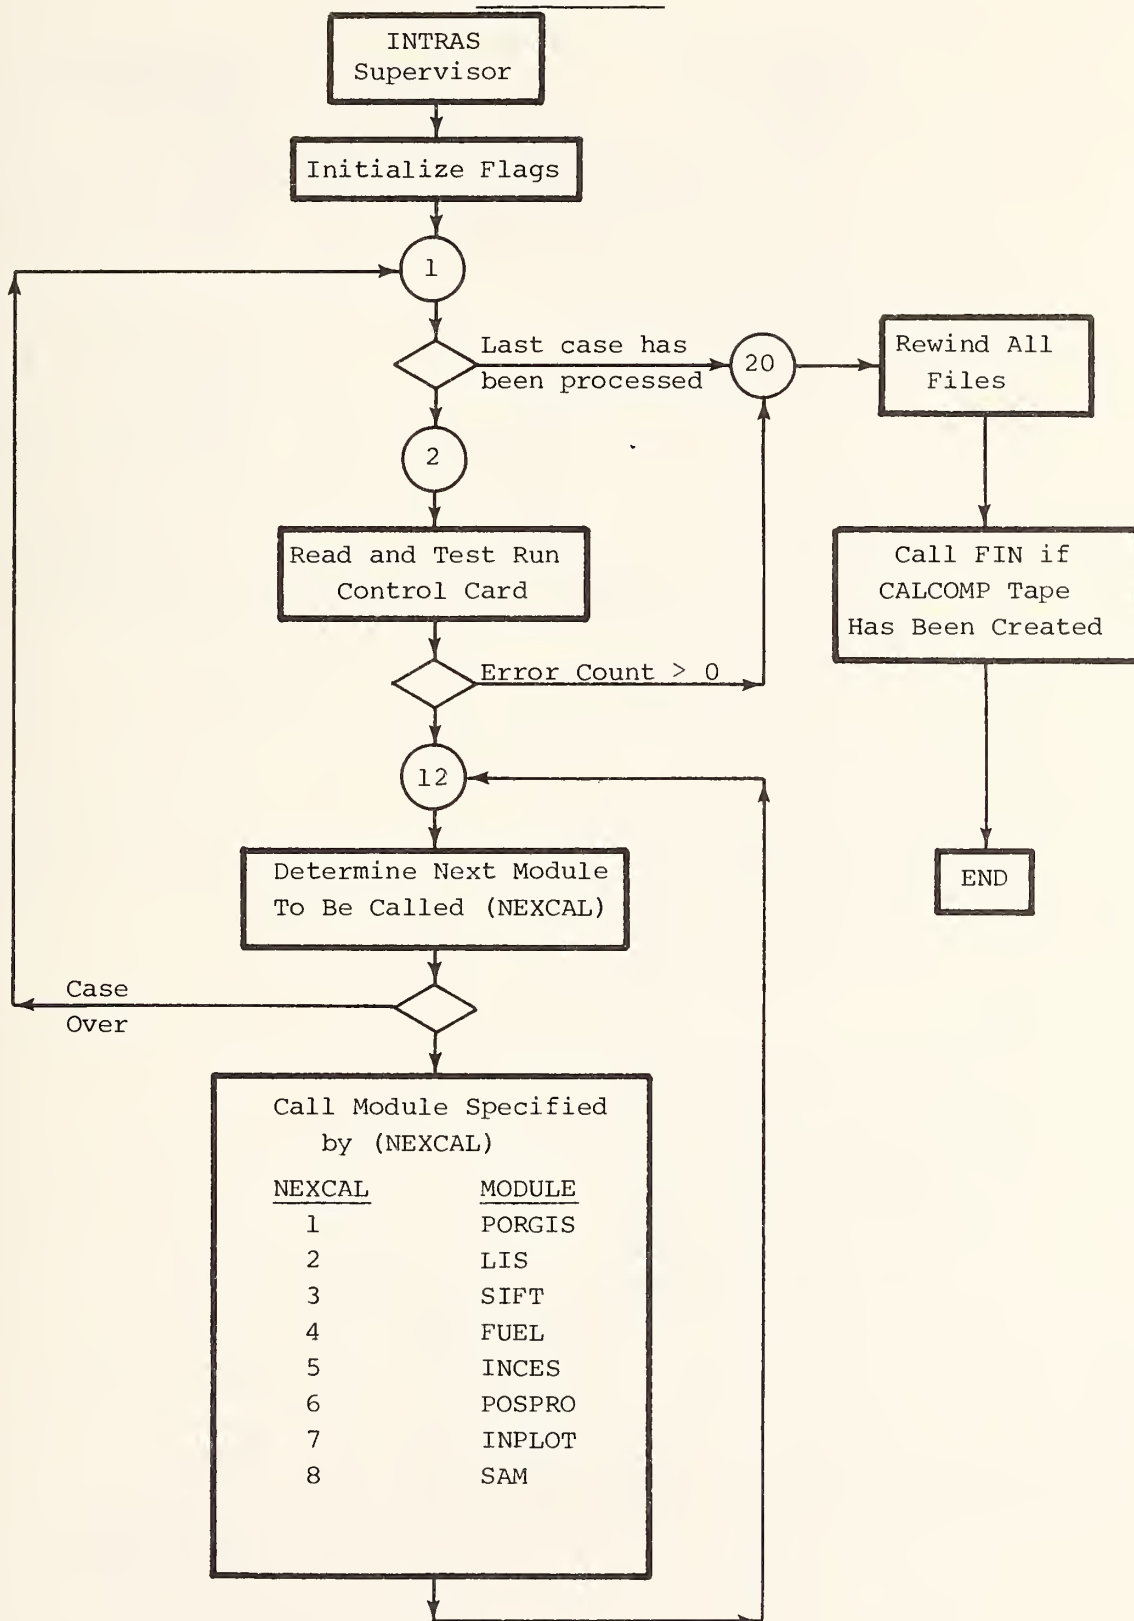 INTRAS
Supervisor
Initialize Flags
1
Last case has
been processed
20
Rewind All
Files
2
Read and Test Run
Control Card
Call FIN if
CALCOMP Tape
Has Been Created
Error Count > 0
12
Determine Next Module
To Be Called (NEXCAL)
END
Case
Over
Call Module Specified
by (NEXCAL)
NEXCAL MODULE
1 PORGIS
2 LIS
3 SIFT
4 FUEL
5 INCES
6 POSPRO
7 INPLOT
8 SAM